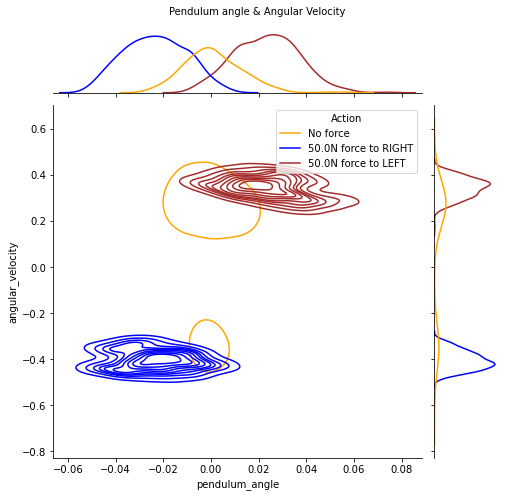 Pendulum angle & Angular Velocity
Action
No force
50.0N force to RIGHT
50.0N force to LEFT
0.6
0.4
0.2
0.0
−0.2
−0.4
−0.6
−0.8
angular_velocity
−0.06
−0.04
−0.02
0.00
0.02
0.04
0.06
0.08
pendulum_angle